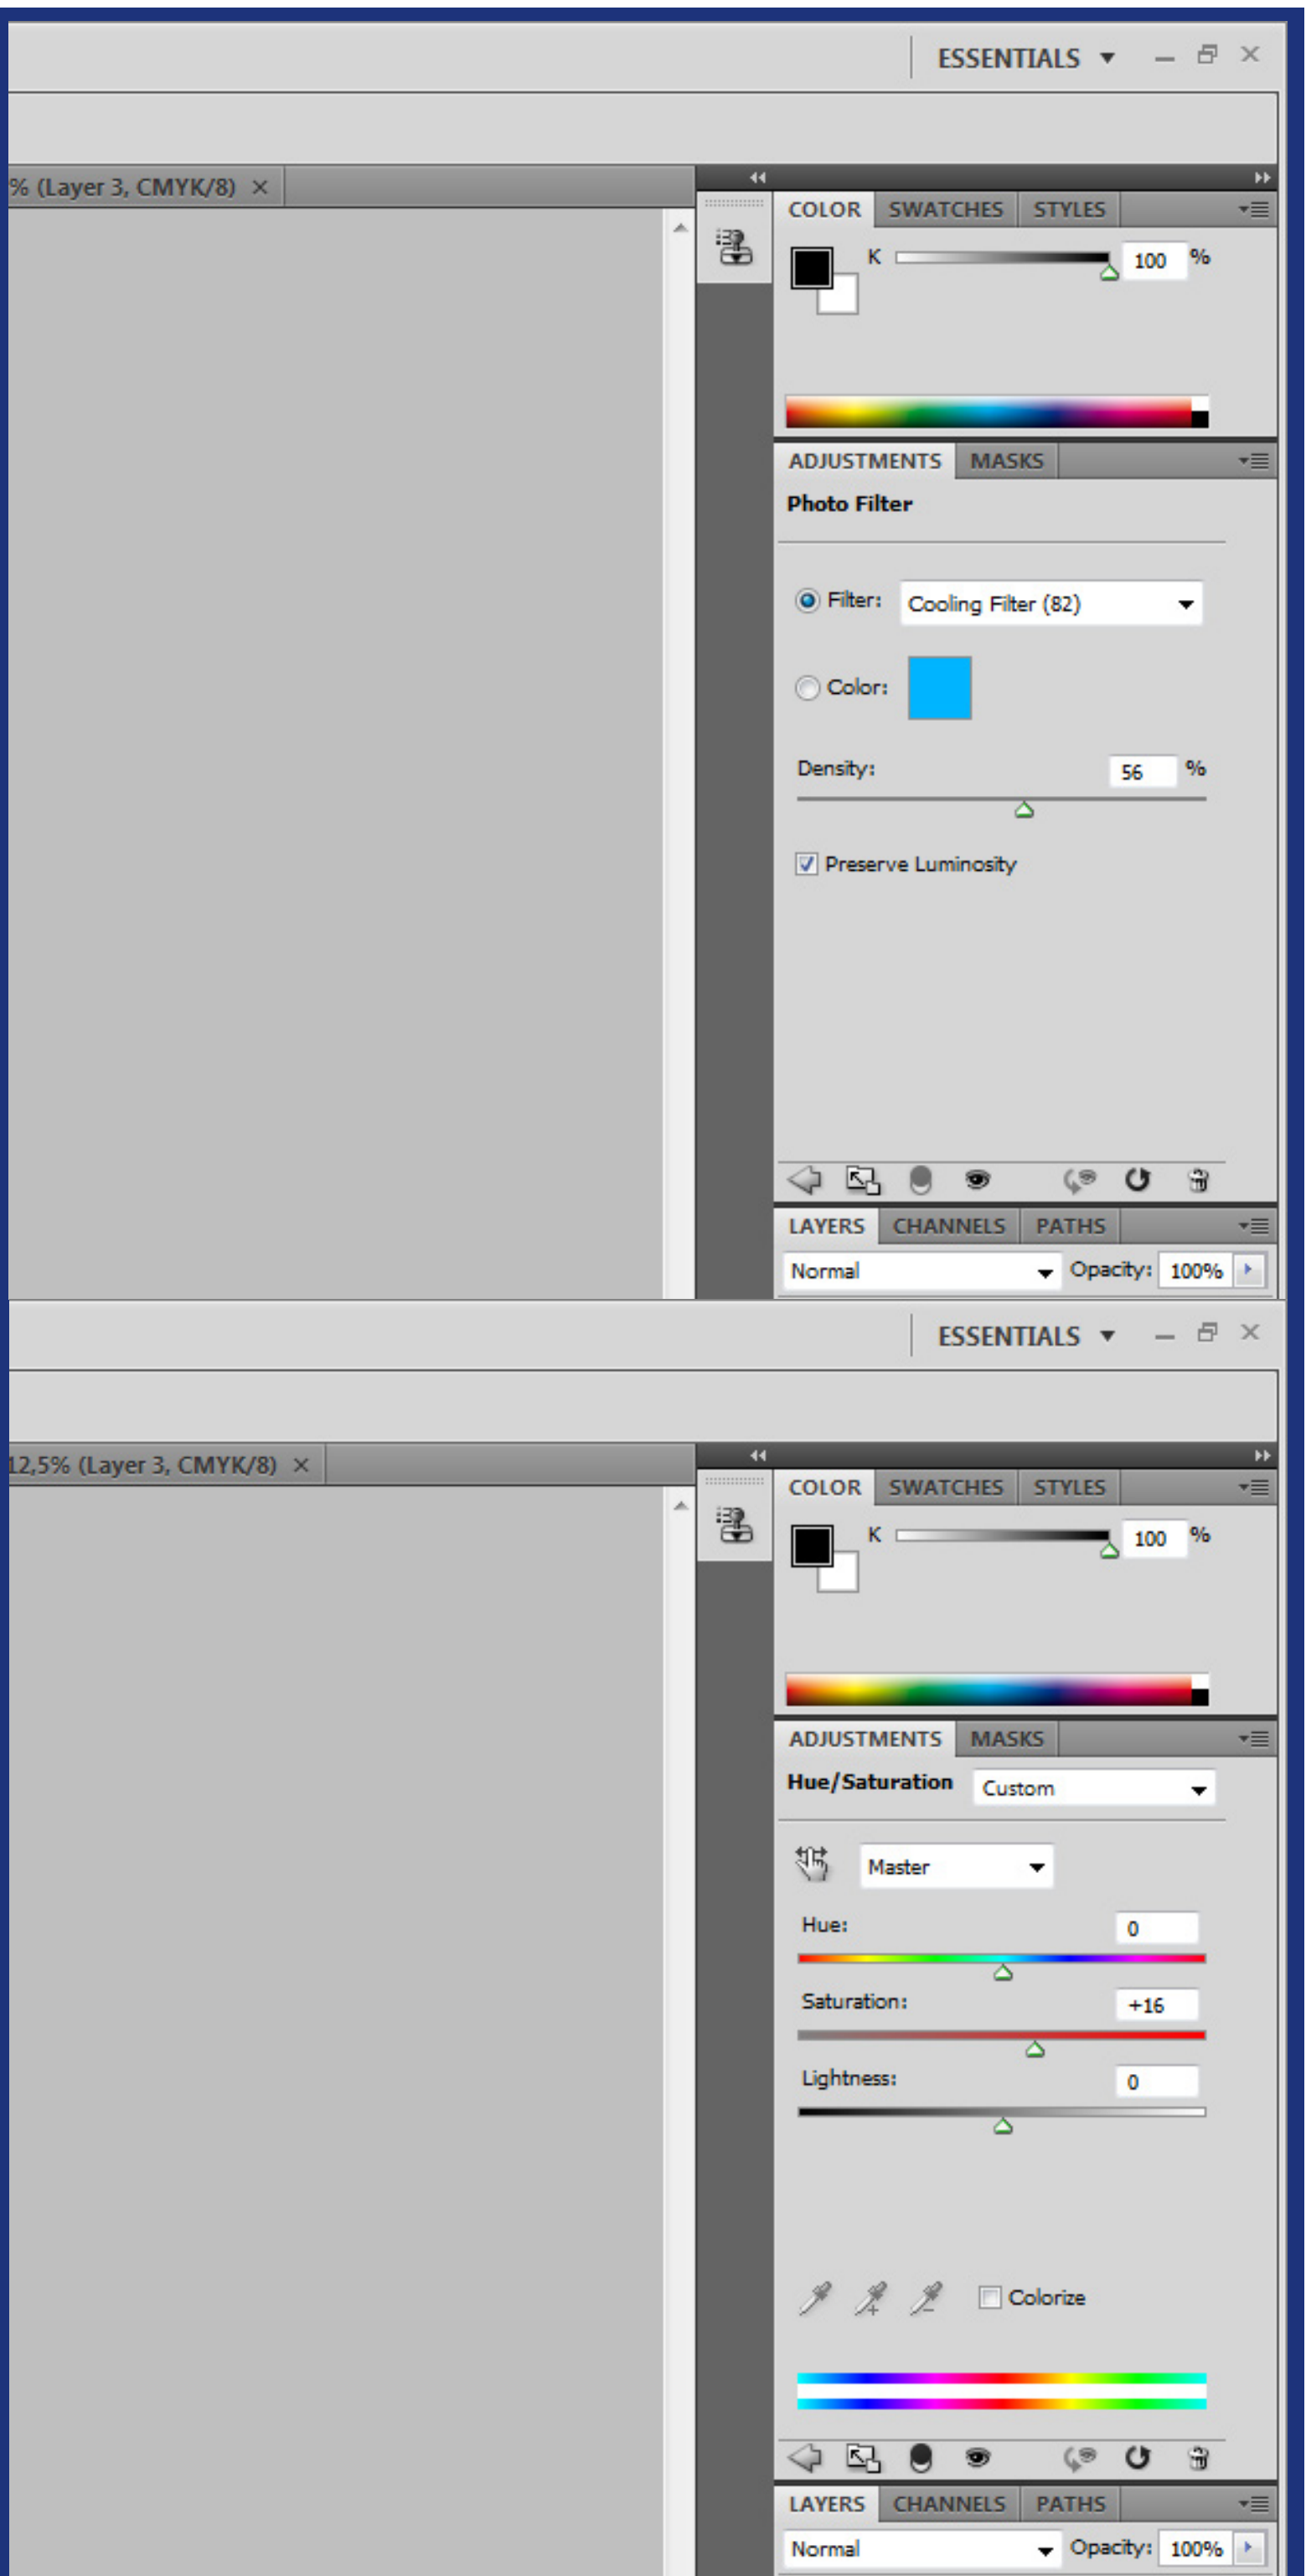 ESSENTIALS
% (Layer 3, CMYK/8) ×
COLOR SWATCHES STYLES
K 100 %
ADJUSTMENTS MASKS
Photo Filter
Filter: Cooling Filter (82)
Color:
Density: 56 %
Preserve Luminosity
LAYERS CHANNELS PATHS
Normal Opacity: 100%
ESSENTIALS
12,5% (Layer 3, CMYK/8) ×
COLOR SWATCHES STYLES
K 100 %
ADJUSTMENTS MASKS
Hue/Saturation Custom
Master
Hue: 0
Saturation: +16
Lightness: 0
Colorize
LAYERS CHANNELS PATHS
Normal Opacity: 100%